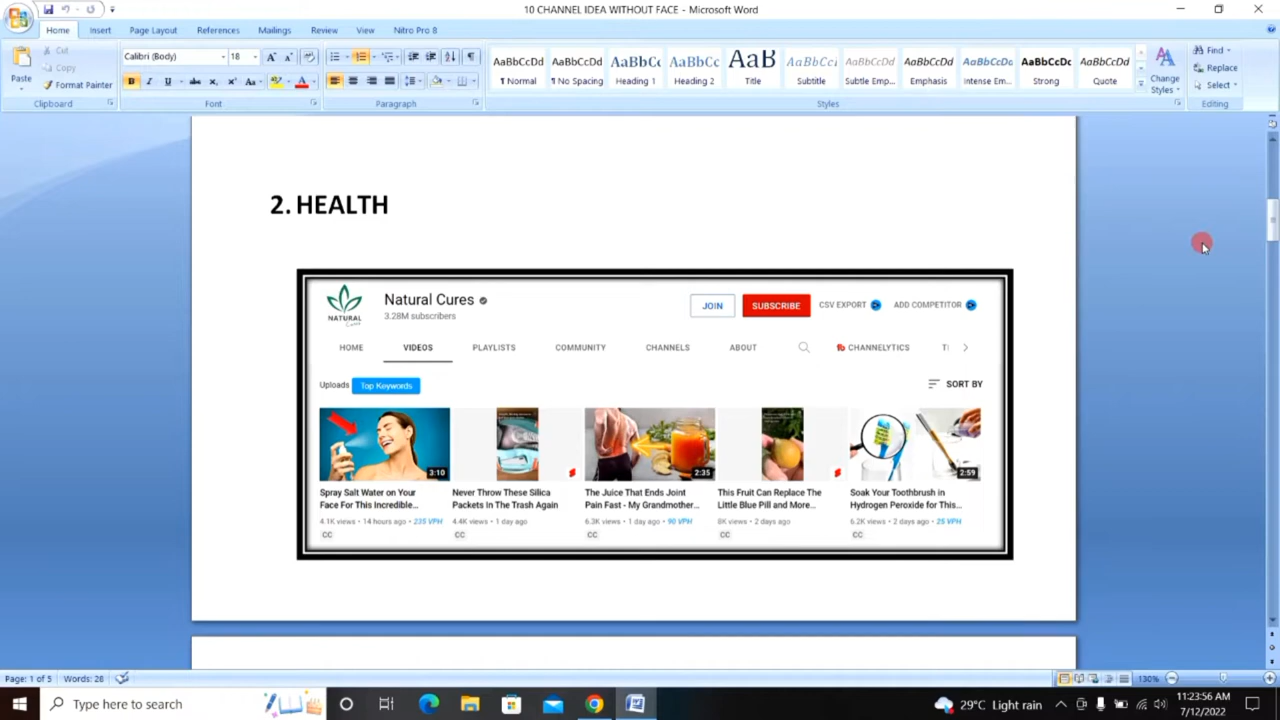 10 CHANNEL IDEA WITHOUT FACE - Microsoft Word
Home Insert Page Layout References Mailings Review View Nitro Pro 8
Paste
Cut
Copy
Format Painter
Clipboard
Calibri (Body) 18
Font
Paragraph
AaBbCcDd AaBbCcDd AaBbCc AaBbCc AaB AaBbCcI AaBbCcDd AaBbCcDd AaBbCcDd AaBbCcDc AaBbCcDd
¶ Normal ¶ No Spacing Heading 1 Heading 2 Title Subtitle Subtle Emp... Emphasis Intense Em... Strong Quote
Styles
Change Styles
Find
Replace
Select
Editing
2. HEALTH
NATURAL
Cures
Natural Cures
3.28M subscribers
JOIN SUBSCRIBE CSV EXPORT ADD COMPETITOR
HOME VIDEOS PLAYLISTS COMMUNITY CHANNELS ABOUT CHANNELYTICS
Uploads Top Keywords SORT BY
3:10 2:35 2:59
Spray Salt Water on Your
Face For This Incredible...
4.1K views • 14 hours ago • 235 VPH
CC
Never Throw These Silica
Packets In The Trash Again
4.4K views • 1 day ago
CC
The Juice That Ends Joint
Pain Fast - My Grandmother...
6.3K views • 1 day ago • 90 VPH
CC
This Fruit Can Replace The
Little Blue Pill and More...
8K views • 2 days ago
CC
Soak Your Toothbrush in
Hydrogen Peroxide for This...
6.2K views • 2 days ago • 25 VPH
CC
Page: 1 of 5 Words: 28 130%
Type here to search
29°C Light rain
11:23:56 AM
7/12/2022